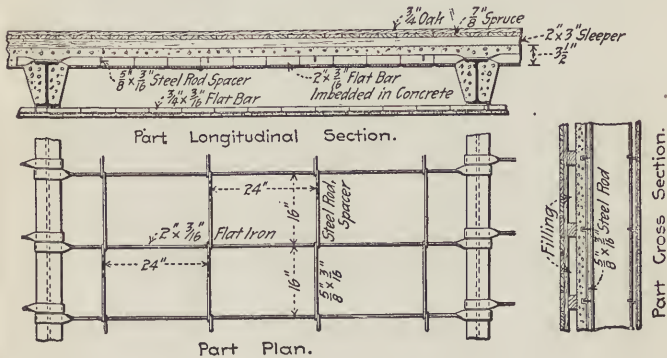 3/4" Oak
7/8" Spruce
2" x 3" Sleeper
3 1/2"
5/8" x 3/16" Steel Rod Spacer
2" x 3/16" Flat Bar
Imbedded in Concrete
3/4" x 3/16" Flat Bar
Part Longitudinal Section.
24"
16"
Steel Rod
Spacer
2" x 3/16" Flat Iron
24"
16"
5/8" x 3/16"
Part Plan.
Filling
5/8" x 3/16" Steel Rod
Part Cross Section.